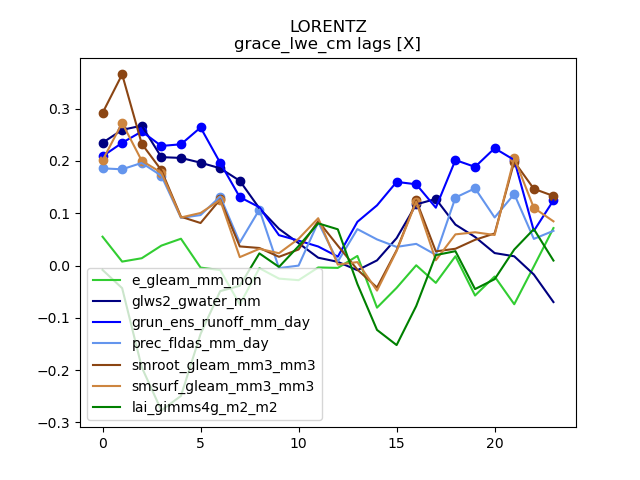 LORENTZ
grace_lwe_cm lags [X]
0.3
0.2
0.1
0.0
−0.1
−0.2
−0.3
e_gleam_mm_mon
glws2_gwater_mm
grun_ens_runoff_mm_day
prec_fldas_mm_day
smroot_gleam_mm3_mm3
smsurf_gleam_mm3_mm3
lai_gimms4g_m2_m2
0 5 10 15 20